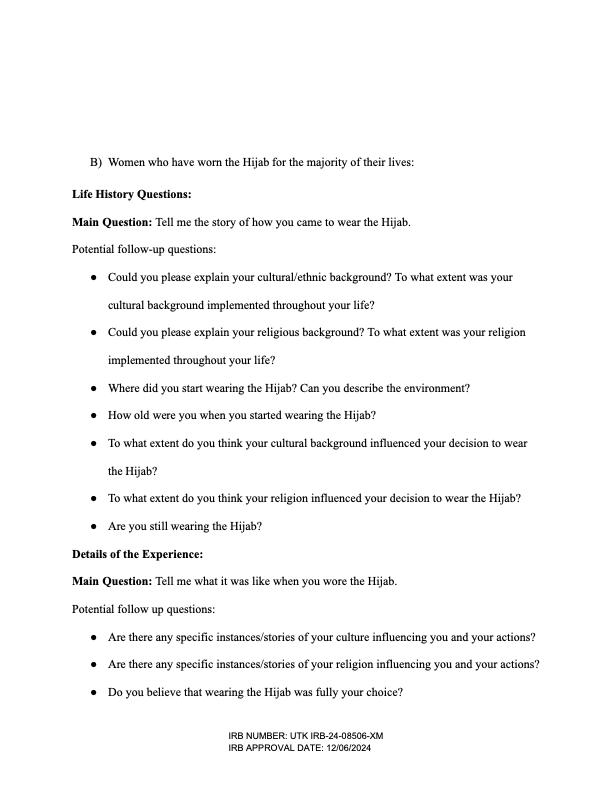 B) Women who have worn the Hijab for the majority of their lives:
Life History Questions:
Main Question: Tell me the story of how you came to wear the Hijab.
Potential follow-up questions:
● Could you please explain your cultural/ethnic background? To what extent was your
cultural background implemented throughout your life?
● Could you please explain your religious background? To what extent was your religion
implemented throughout your life?
● Where did you start wearing the Hijab? Can you describe the environment?
● How old were you when you started wearing the Hijab?
● To what extent do you think your cultural background influenced your decision to wear
the Hijab?
● To what extent do you think your religion influenced your decision to wear the Hijab?
● Are you still wearing the Hijab?
Details of the Experience:
Main Question: Tell me what it was like when you wore the Hijab.
Potential follow up questions:
● Are there any specific instances/stories of your culture influencing you and your actions?
● Are there any specific instances/stories of your religion influencing you and your actions?
● Do you believe that wearing the Hijab was fully your choice?
IRB NUMBER: UTK IRB-24-08506-XM
IRB APPROVAL DATE: 12/06/2024